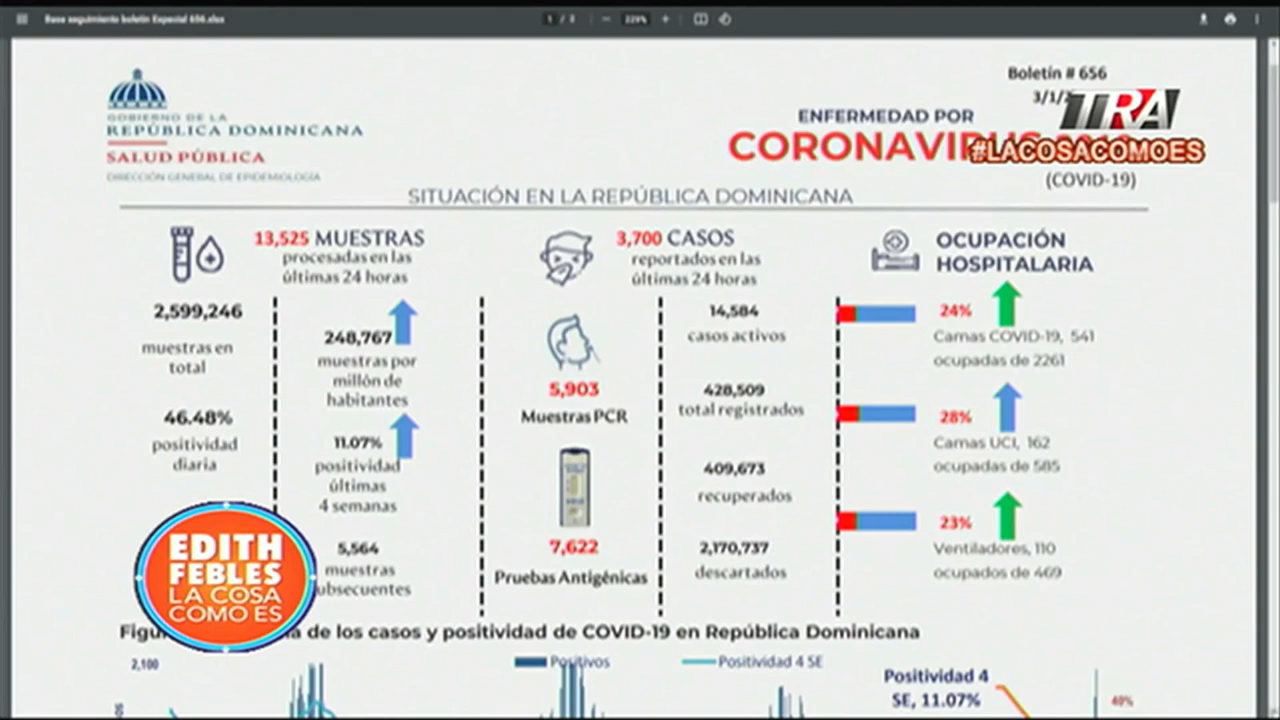 Base seguimiento boletin Especial 656.xlsx
1 / 8
225%
Boletín # 656
3/1/
TRA
#LACOSACOMOES
GOBIERNO DE LA
REPÚBLICA DOMINICANA
SALUD PÚBLICA
DIRECCIÓN GENERAL DE EPIDEMIOLOGÍA
ENFERMEDAD POR
(COVID-19)
SITUACIÓN EN LA REPÚBLICA DOMINICANA
13,525 MUESTRAS
procesadas en las
últimas 24 horas
2,599,246
muestras en
total
46.48%
positividad
diaria
248,767
muestras por
millón de
habitantes
11.07%
positividad
últimas
4 semanas
5,564
muestras
ubsecuentes
3,700 CASOS
reportados en las
últimas 24 horas
5,903
Muestras PCR
7,622
Pruebas Antigénicas
14,584
casos activos
428,509
total registrados
409,673
recuperados
2,170,737
descartados
OCUPACIÓN
HOSPITALARIA
24%
Camas COVID-19, 541
ocupadas de 2261
28%
Camas UCI, 162
ocupadas de 585
23%
Ventiladores, 110
ocupados de 469
EDITH
FEBLES
LA COSA
COMO ES
de los casos y positividad de COVID-19 en República Dominicana
2,100
Positivos
Positividad 4 SE
Positividad 4
SE, 11.07%
40%